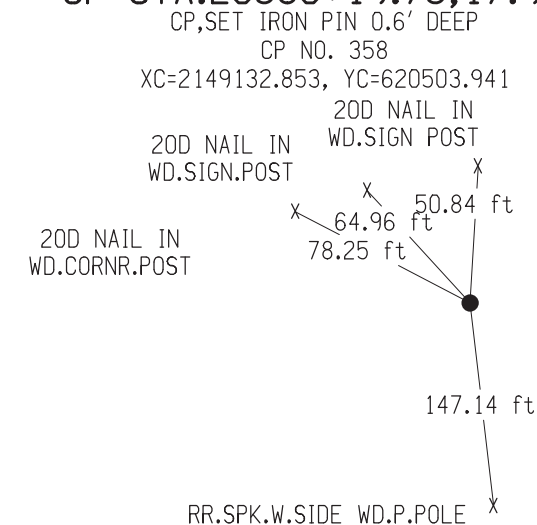 CP,SET IRON PIN 0.6' DEEP
CP NO. 358
XC=2149132.853, YC=620503.941
20D NAIL IN
WD.SIGN POST
20D NAIL IN
WD.SIGN.POST
50.84 ft
64.96 ft
78.25 ft
20D NAIL IN
WD.CORNR.POST
147.14 ft
RR.SPK.W.SIDE WD.P.POLE